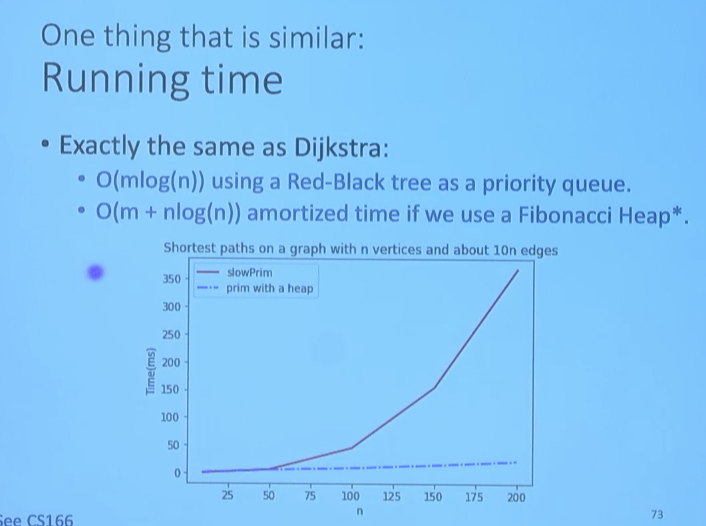 One thing that is similar:
Running time
• Exactly the same as Dijkstra:
• O(mlog(n)) using a Red-Black tree as a priority queue.
• O(m + nlog(n)) amortized time if we use a Fibonacci Heap*.
Shortest paths on a graph with n vertices and about 10n edges
slowPrim
prim with a heap
350
300
250
200
150
100
50
0
Time(ms)
25 50 75 100 125 150 175 200
n
See CS166
73